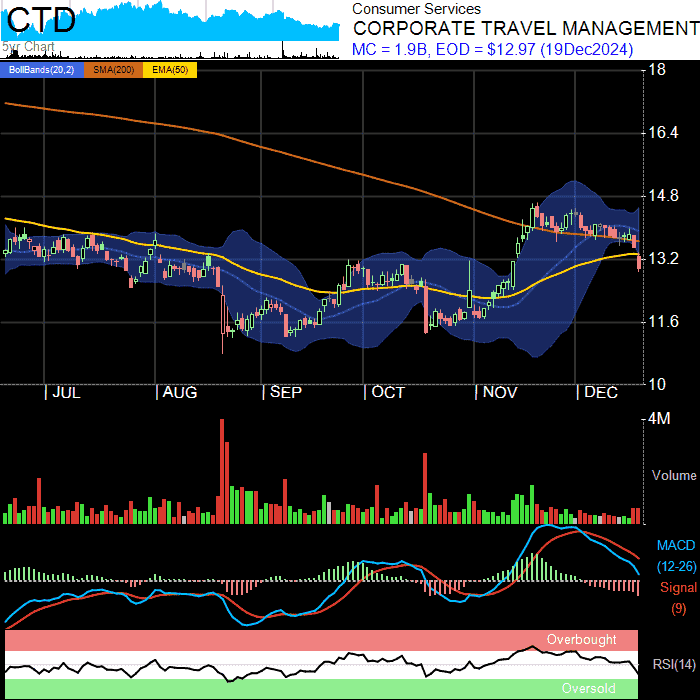 CTD
5yr Chart
Consumer Services
CORPORATE TRAVEL MANAGEMENT
MC = 1.9B, EOD = $12.97 (19Dec2024)
BollBands(20,2) SMA(200) EMA(50)
18
16.4
14.8
13.2
11.6
10
| JUL | AUG | SEP | OCT | NOV | DEC
4M
Volume
MACD
(12-26)
Signal
(9)
Overbought
RSI(14)
Oversold